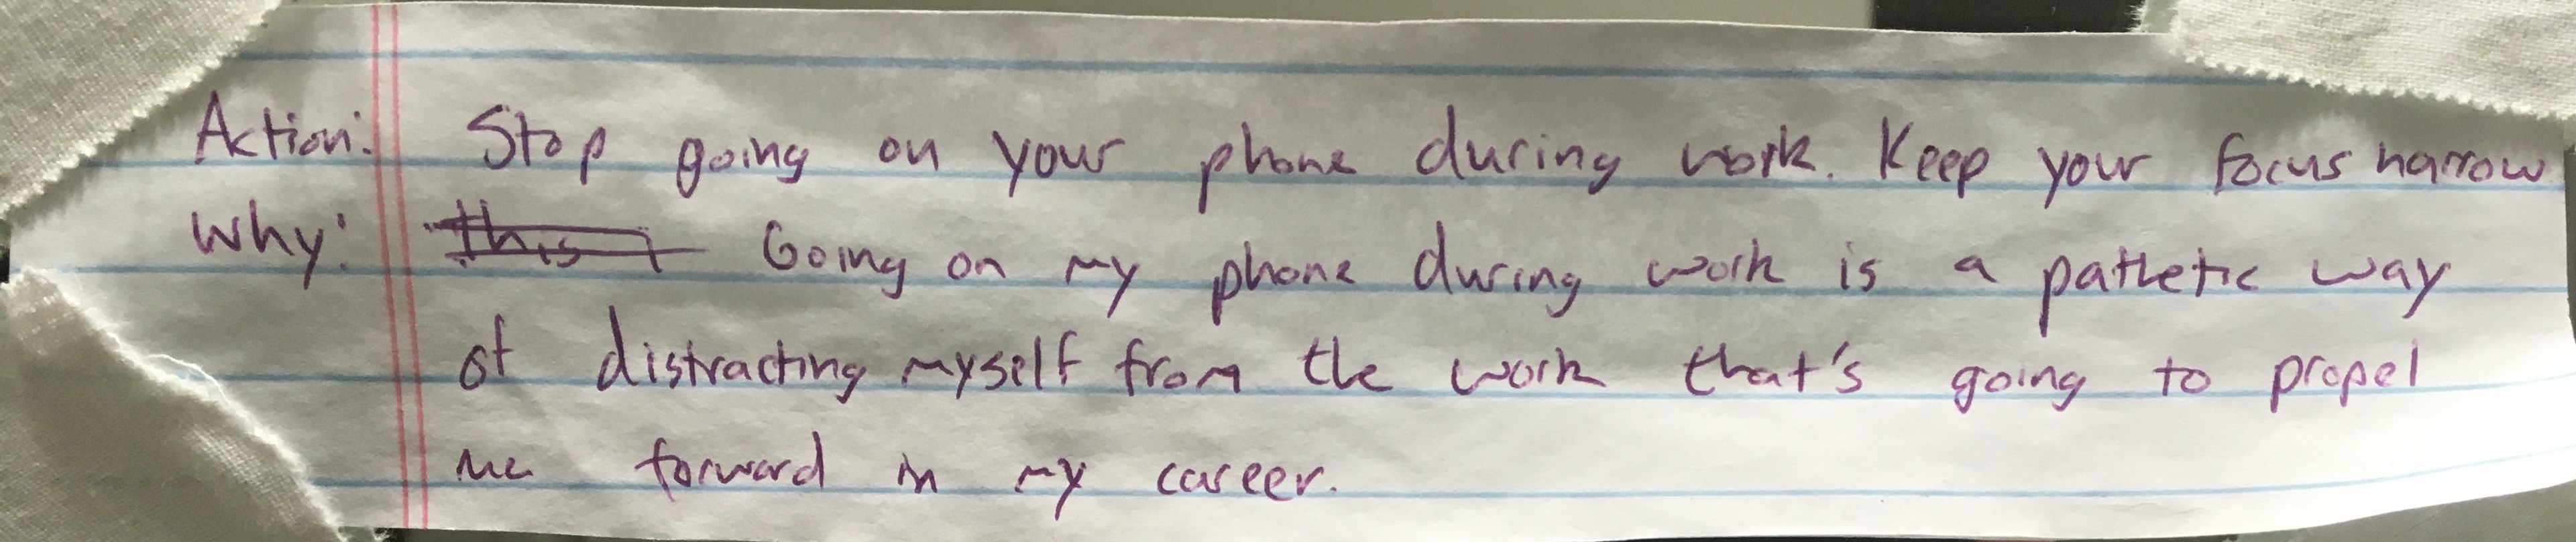 Action: Stop going on your phone during work. Keep your focus narrow
Why: this Going on my phone during work is a pathetic way
of distracting myself from the work that's going to propel
me forward in my career.